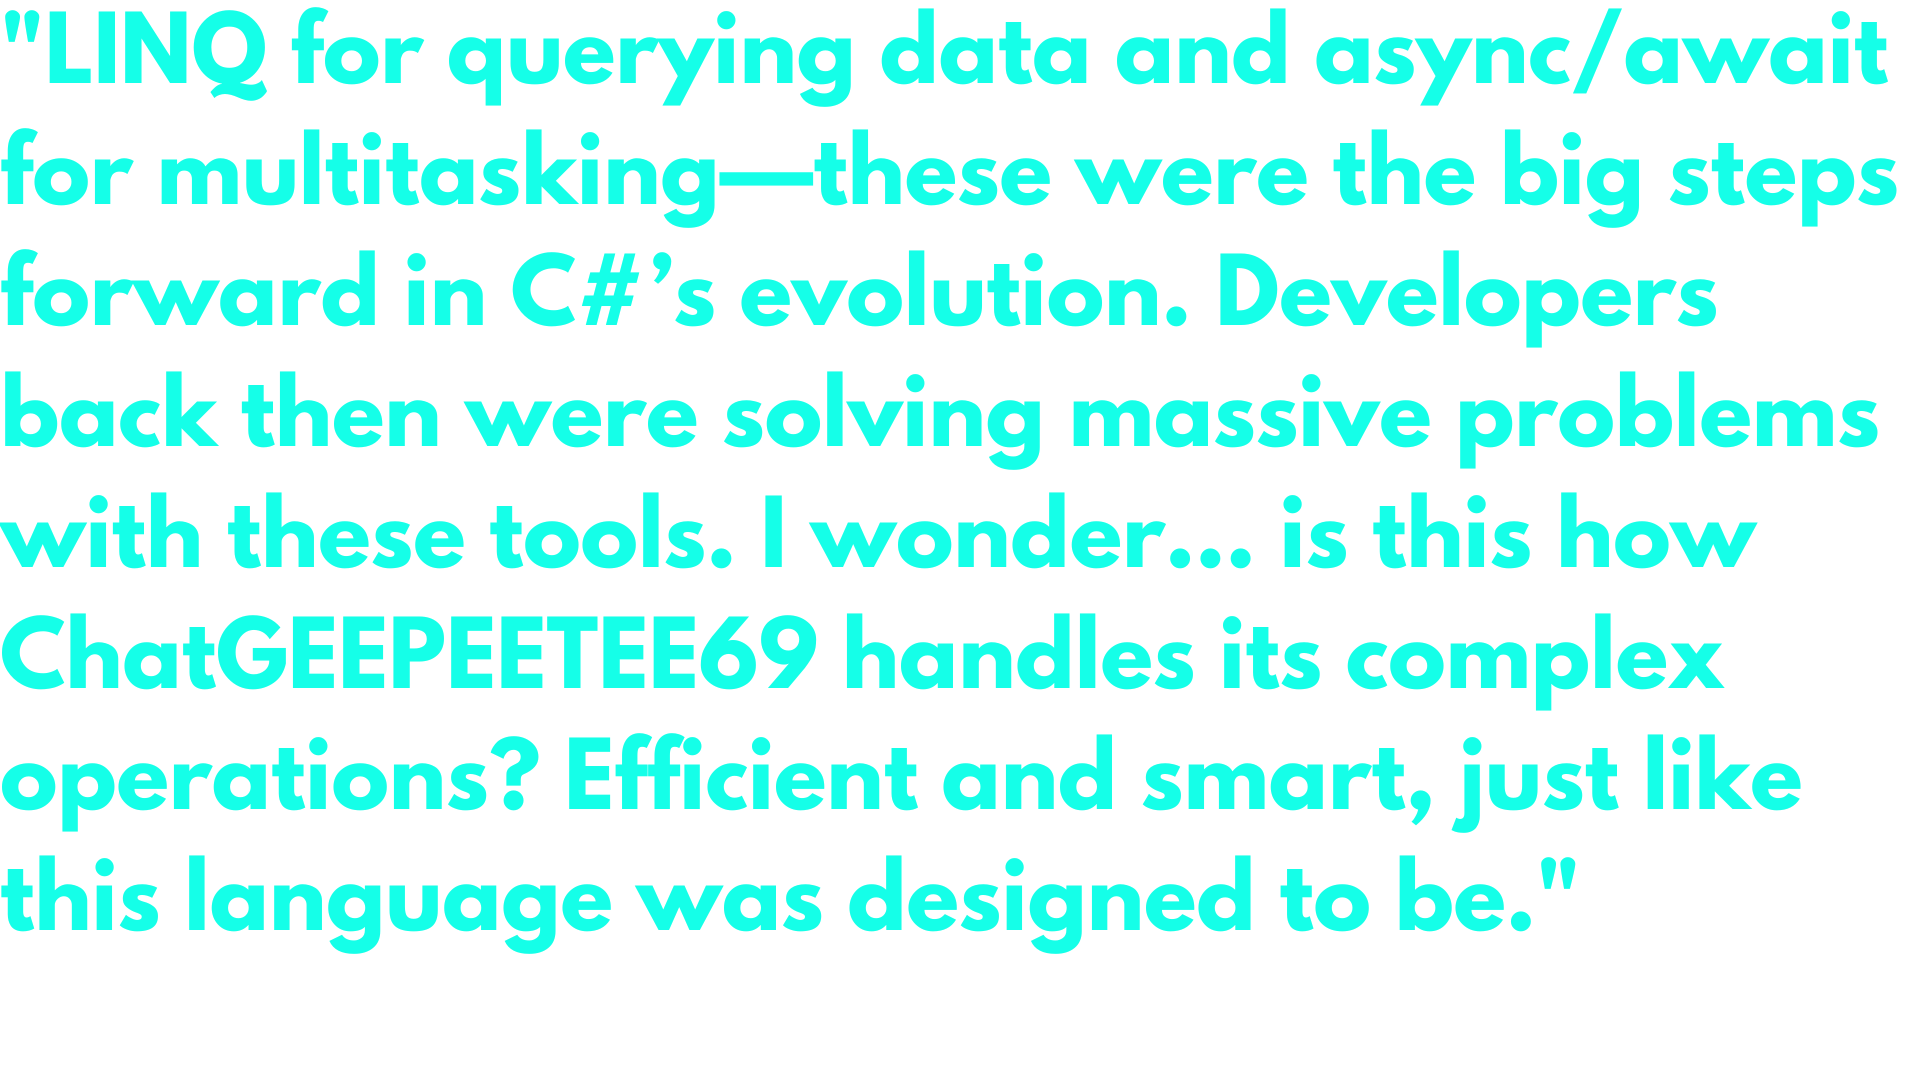 "LINQ for querying data and async/await
for multitasking—these were the big steps
forward in C#’s evolution. Developers
back then were solving massive problems
with these tools. I wonder... is this how
ChatGEEPEETEE69 handles its complex
operations? Efficient and smart, just like
this language was designed to be."